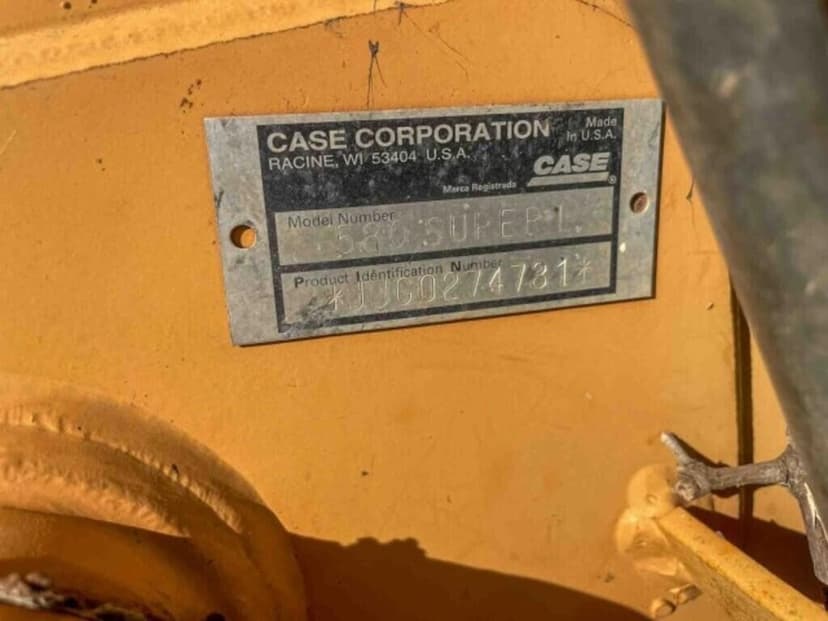 CASE CORPORATION
RACINE, WI 53404 U.S.A.
Made
In U.S.A.
CASE
®
Marca Registrada
Model Number
580 SUPER L
Product Identification Number
*JJG0274731*